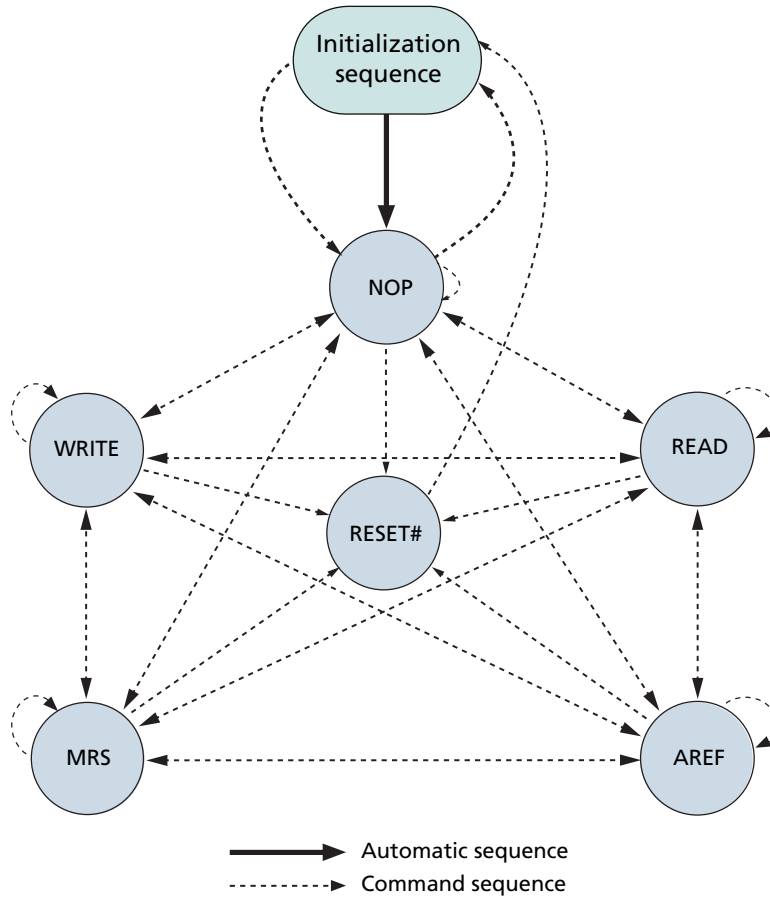 Initialization
sequence
NOP
WRITE
READ
RESET#
MRS
AREF
Automatic sequence
Command sequence